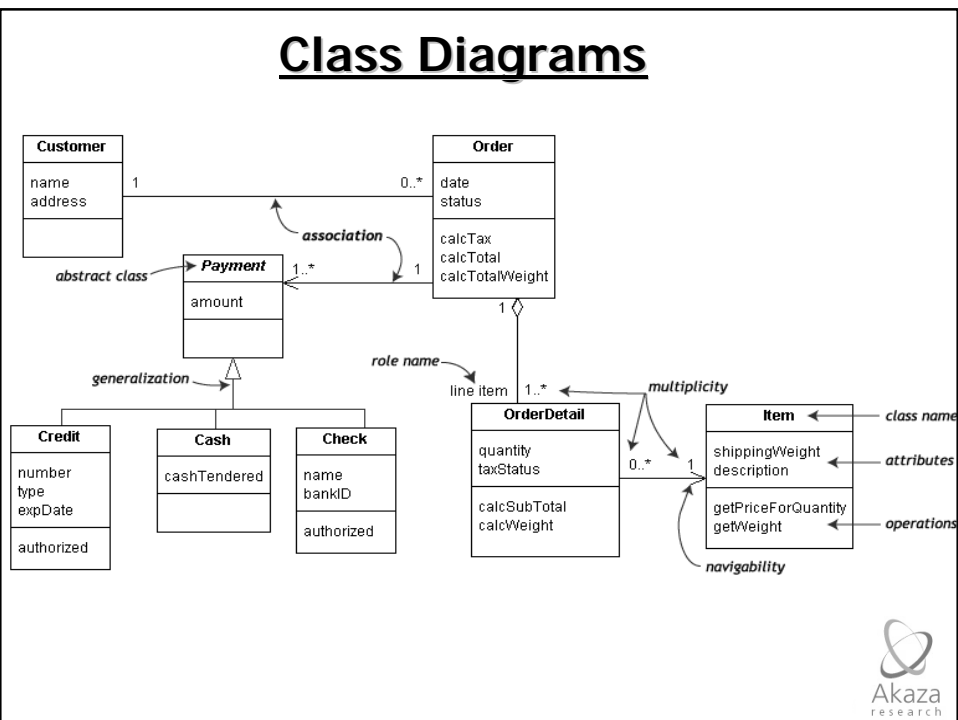 Class Diagrams
Customer
name
address
1
0..*
Order
date
status
calcTax
calcTotal
calcTotalWeight
association
abstract class
Payment
amount
1..*
1
generalization
1
role name
line item
1..*
multiplicity
Credit
number
type
expDate
authorized
Cash
cashTendered
Check
name
bankID
authorized
OrderDetail
quantity
taxStatus
calcSubTotal
calcWeight
0..*
1
Item
shippingWeight
description
getPriceForQuantity
getWeight
class name
attributes
operations
navigability
Akaza
research